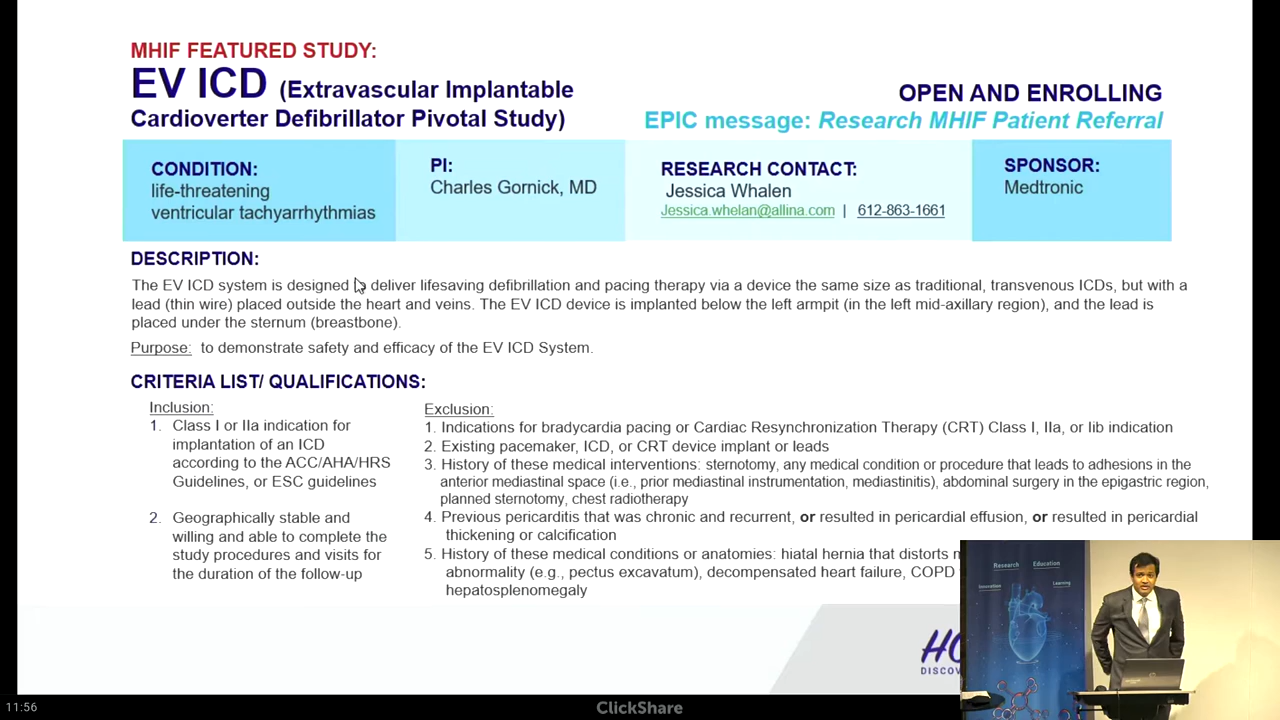 MHIF FEATURED STUDY:
EV ICD (Extravascular Implantable
Cardioverter Defibrillator Pivotal Study)
OPEN AND ENROLLING
EPIC message: Research MHIF Patient Referral
CONDITION:
life-threatening
ventricular tachyarrhythmias
PI:
Charles Gornick, MD
RESEARCH CONTACT:
Jessica Whalen
Jessica.whelan@allina.com | 612-863-1661
SPONSOR:
Medtronic
DESCRIPTION:
The EV ICD system is designed to deliver lifesaving defibrillation and pacing therapy via a device the same size as traditional, transvenous ICDs, but with a
lead (thin wire) placed outside the heart and veins. The EV ICD device is implanted below the left armpit (in the left mid-axillary region), and the lead is
placed under the sternum (breastbone).
Purpose: to demonstrate safety and efficacy of the EV ICD System.
CRITERIA LIST/ QUALIFICATIONS:
Inclusion:
1. Class I or IIa indication for
implantation of an ICD
according to the ACC/AHA/HRS
Guidelines, or ESC guidelines
2. Geographically stable and
willing and able to complete the
study procedures and visits for
the duration of the follow-up
Exclusion:
1. Indications for bradycardia pacing or Cardiac Resynchronization Therapy (CRT) Class I, IIa, or Iib indication
2. Existing pacemaker, ICD, or CRT device implant or leads
3. History of these medical interventions: sternotomy, any medical condition or procedure that leads to adhesions in the
anterior mediastinal space (i.e., prior mediastinal instrumentation, mediastinitis), abdominal surgery in the epigastric region,
planned sternotomy, chest radiotherapy
4. Previous pericarditis that was chronic and recurrent, or resulted in pericardial effusion, or resulted in pericardial
thickening or calcification
5. History of these medical conditions or anatomies: hiatal hernia that distorts
abnormality (e.g., pectus excavatum), decompensated heart failure, COPD
hepatosplenomegaly
Research
Education
Innovation
Learning
DISCOV
11:56
ClickShare